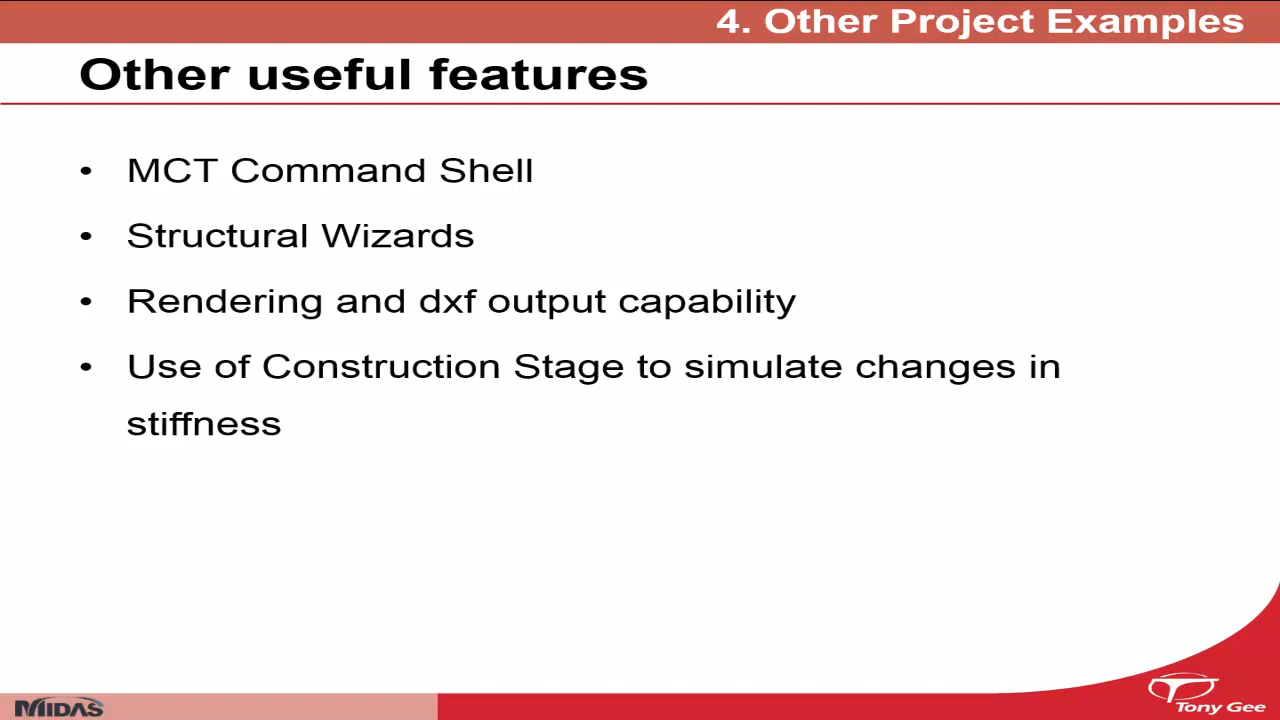 4. Other Project Examples
Other useful features
• MCT Command Shell
• Structural Wizards
• Rendering and dxf output capability
• Use of Construction Stage to simulate changes in
stiffness
MIDAS
Tony Gee